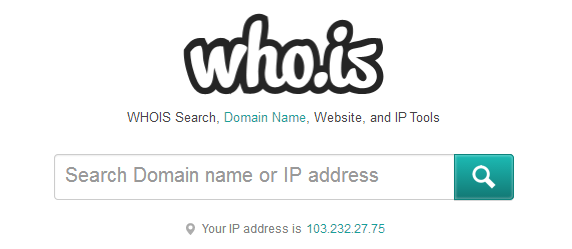 who.is
WHOIS Search, Domain Name, Website, and IP Tools
Search Domain name or IP address
Your IP address is 103.232.27.75